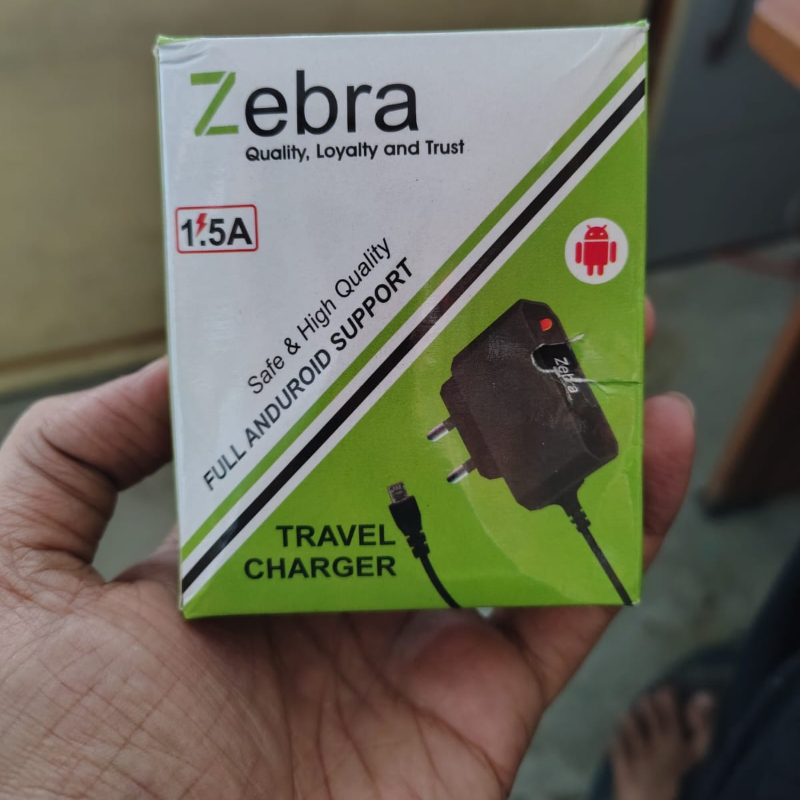 Zebra
Quality, Loyalty and Trust
1.5A
Safe & High Quality
FULL ANDUROID SUPPORT
Zebra
TRAVEL
CHARGER